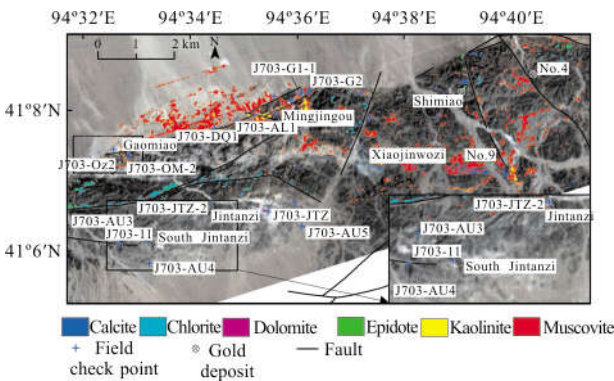 94°32′E 94°34′E 94°36′E 94°38′E 94°40′E
0 1 2 km
N
J703-G1-1
J703-G2
No.4
41°8′N
Shimiao
J703-DQ1
Mingjingou
J703-AL1
Gaomiao
J703-Oz2
J703-OM-2
Xiaojinwozi
No.9
J703-AU3
J703-JTZ-2
Jintanzi
J703-JTZ
J703-11
South Jintanzi
J703-AU5
41°6′N
J703-AU4
J703-JTZ-2
Jintanzi
J703-AU3
J703-11
South Jintanzi
J703-AU4
Calcite Chlorite Dolomite Epidote Kaolinite Muscovite
Field check point
Gold deposit
Fault